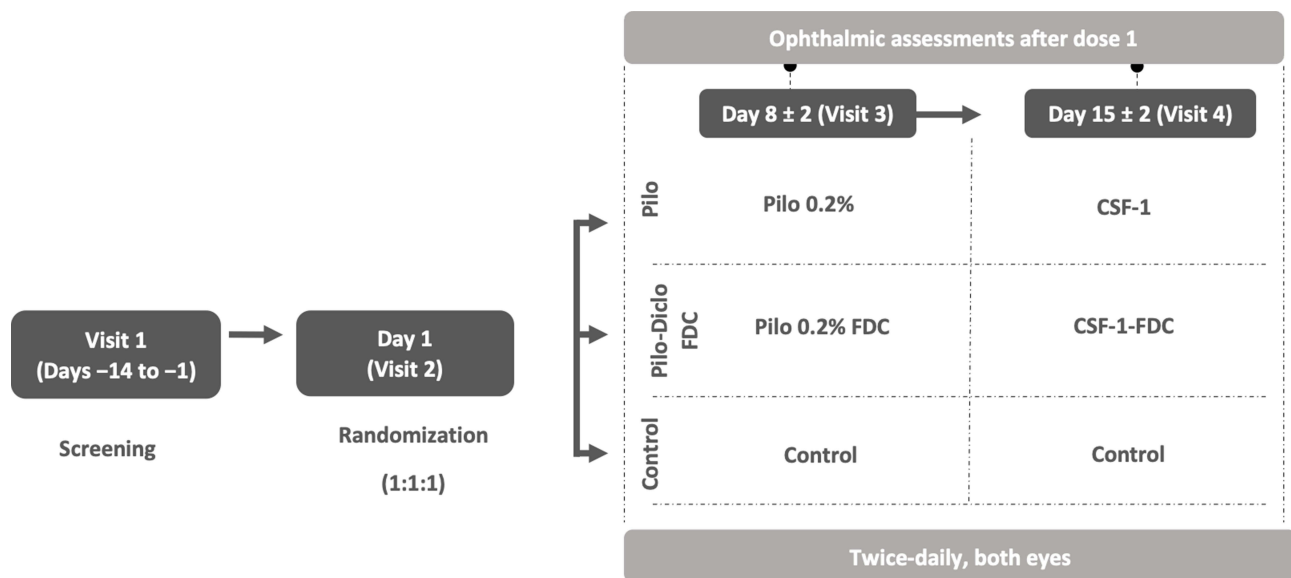 Ophthalmic assessments after dose 1
Day 8 ± 2 (Visit 3)
Day 15 ± 2 (Visit 4)
Pilo
Pilo 0.2%
CSF-1
Pilo-Diclo
FDC
Pilo 0.2% FDC
CSF-1-FDC
Control
Control
Control
Visit 1
(Days −14 to −1)
Screening
Day 1
(Visit 2)
Randomization
(1:1:1)
Twice-daily, both eyes